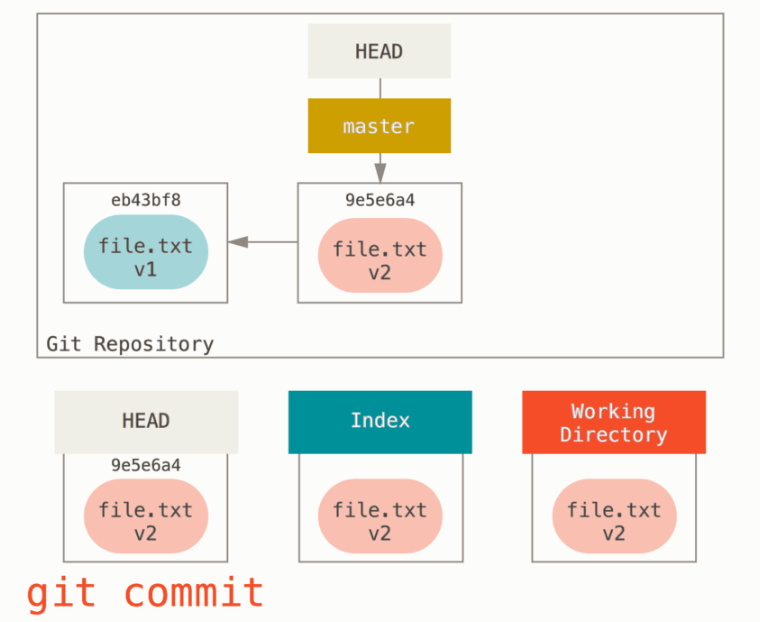 HEAD
master
eb43bf8
file.txt
v1
9e5e6a4
file.txt
v2
Git Repository
HEAD
9e5e6a4
file.txt
v2
Index
file.txt
v2
Working
Directory
file.txt
v2
git commit